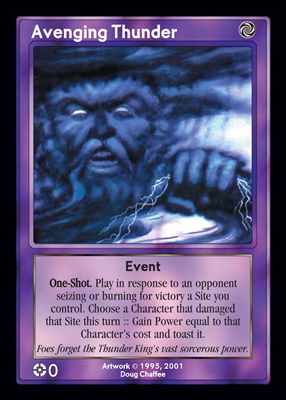 Avenging Thunder
Event
One-Shot. Play in response to an opponent
seizing or burning for victory a Site you
control. Choose a Character that damaged
that Site this turn :: Gain Power equal to that
Character's cost and toast it.
Foes forget the Thunder King's vast sorcerous power.
0
Artwork © 1995, 2001
Doug Chaffee